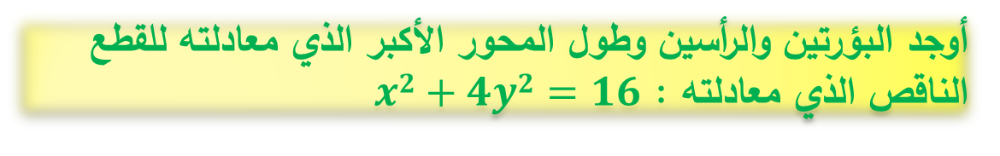 أوجد البؤرتين والرأسين وطول المحور الأكبر الذي معادلته للقطع
الناقص الذي معادلته : x² + 4y² = 16